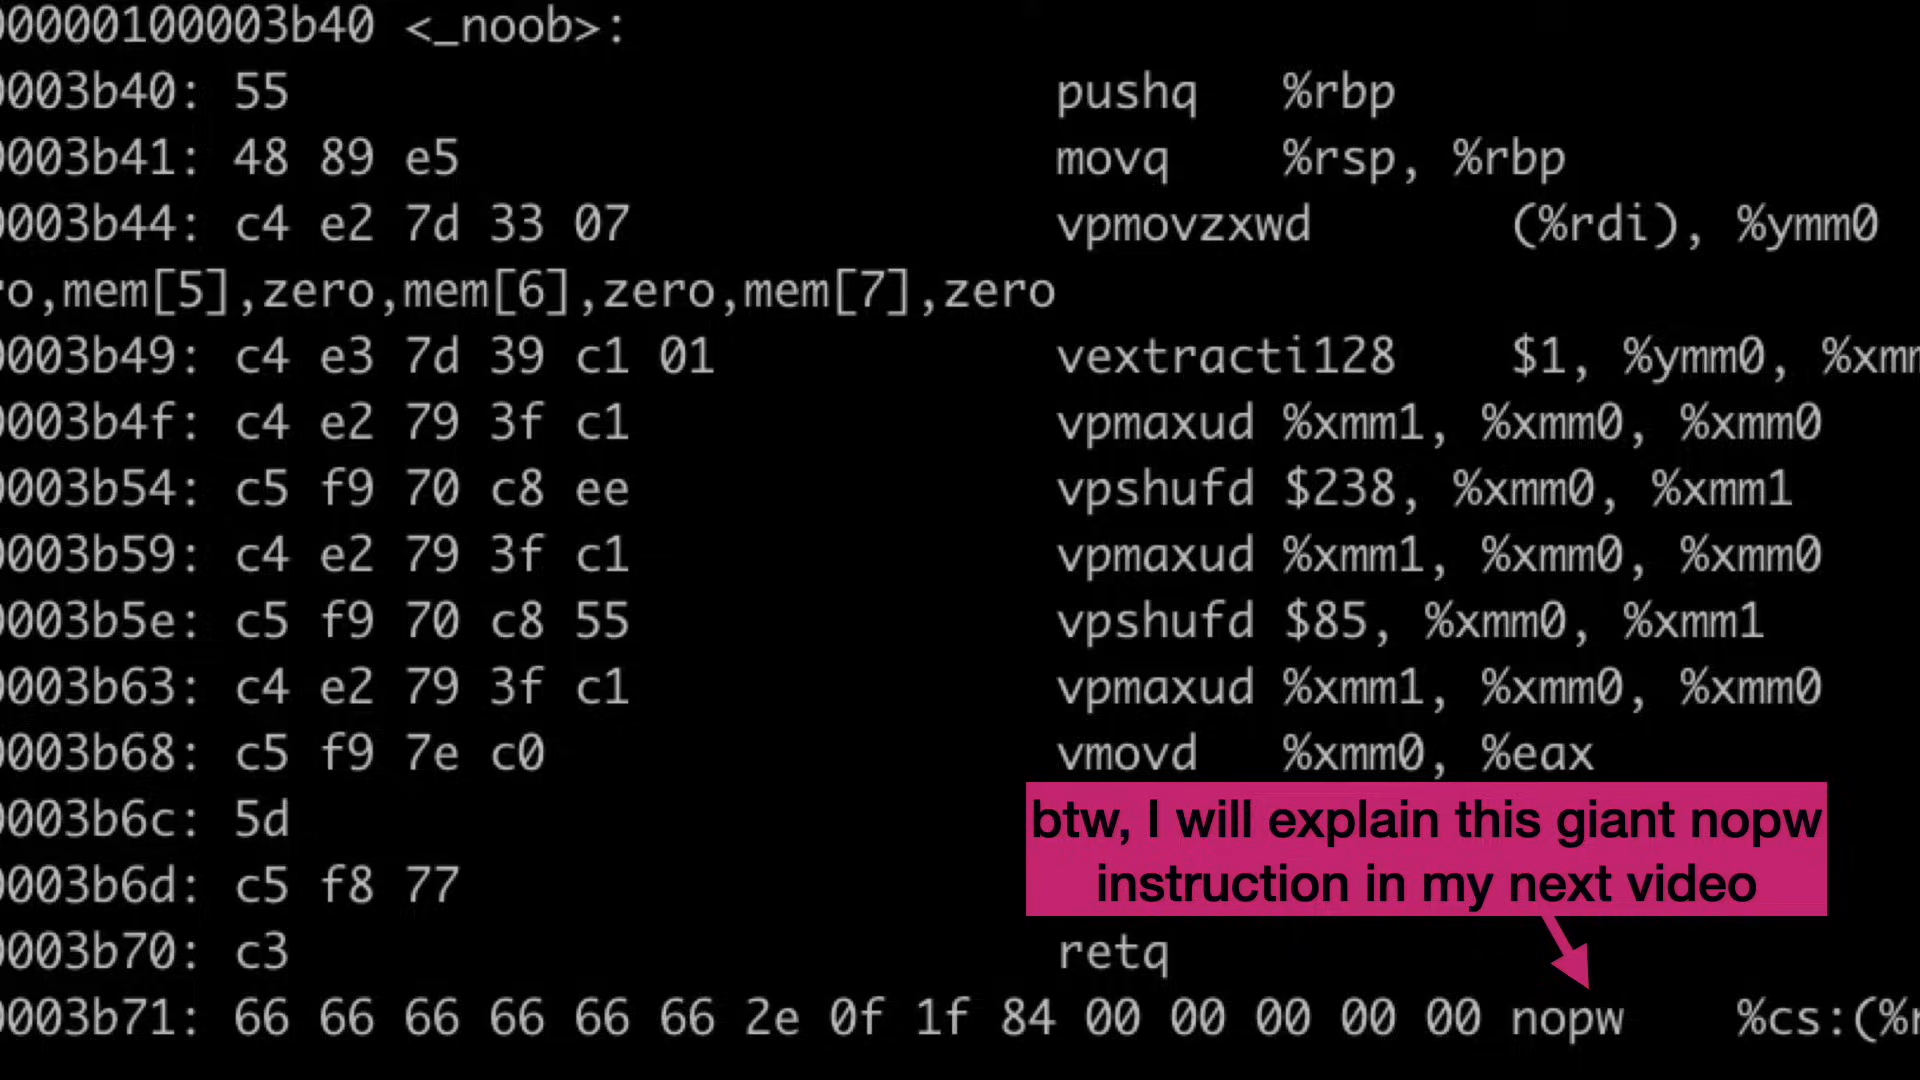 00000100003b40 <_noob>:
0003b40: 55 pushq %rbp
0003b41: 48 89 e5 movq %rsp, %rbp
0003b44: c4 e2 7d 33 07 vpmovzxwd (%rdi), %ymm0
ro,mem[5],zero,mem[6],zero,mem[7],zero
0003b49: c4 e3 7d 39 c1 01 vextracti128 $1, %ymm0, %xmm
0003b4f: c4 e2 79 3f c1 vpmaxud %xmm1, %xmm0, %xmm0
0003b54: c5 f9 70 c8 ee vpshufd $238, %xmm0, %xmm1
0003b59: c4 e2 79 3f c1 vpmaxud %xmm1, %xmm0, %xmm0
0003b5e: c5 f9 70 c8 55 vpshufd $85, %xmm0, %xmm1
0003b63: c4 e2 79 3f c1 vpmaxud %xmm1, %xmm0, %xmm0
0003b68: c5 f9 7e c0 vmovd %xmm0, %eax
0003b6c: 5d
btw, I will explain this giant nopw
instruction in my next video
0003b6d: c5 f8 77
0003b70: c3 retq
0003b71: 66 66 66 66 66 66 2e 0f 1f 84 00 00 00 00 00 nopw %cs:(%r